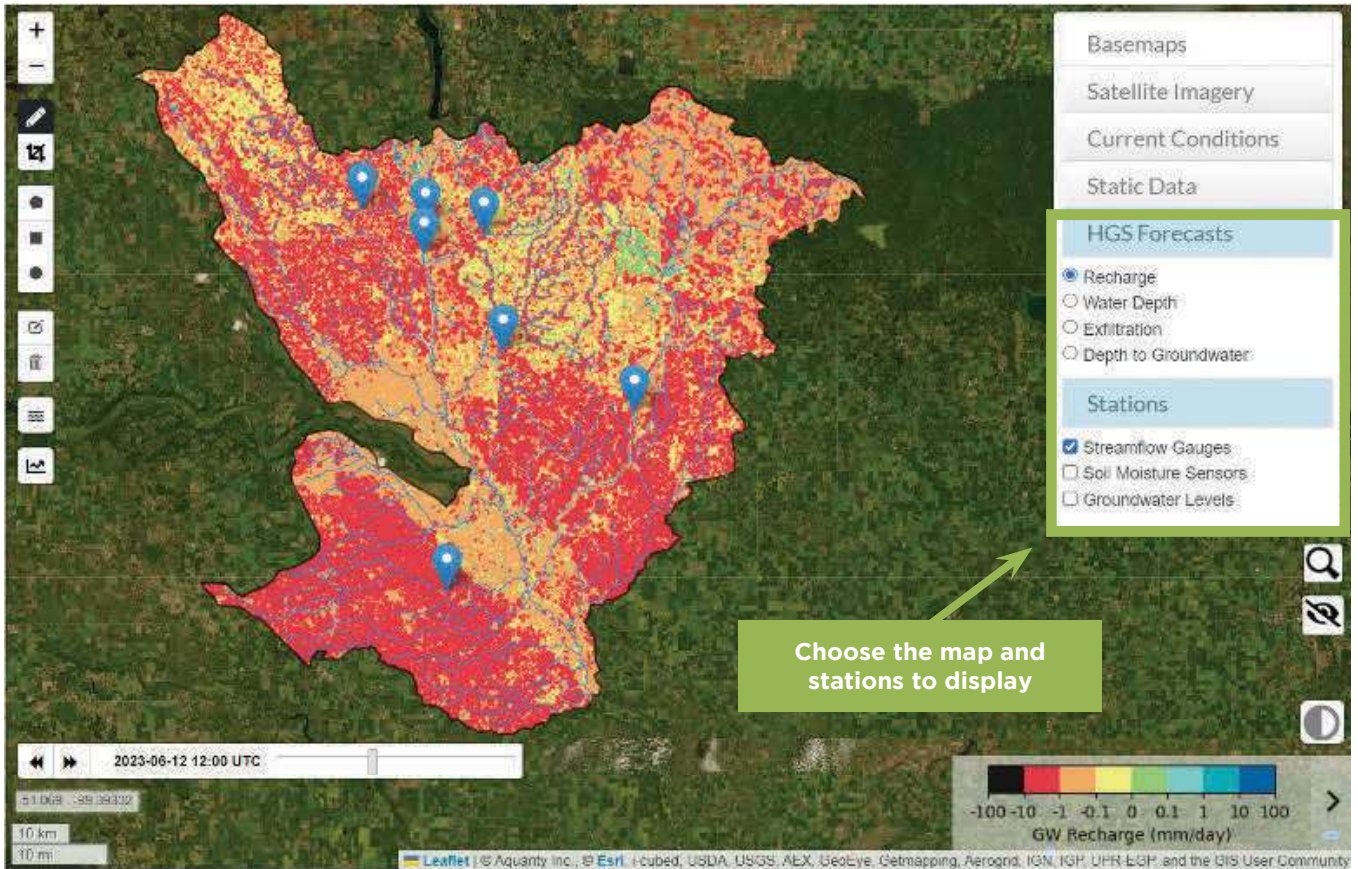 +
−
Basemaps
Satellite Imagery
Current Conditions
Static Data
HGS Forecasts
Recharge
Water Depth
Exfiltration
Depth to Groundwater
Stations
Streamflow Gauges
Soil Moisture Sensors
Groundwater Levels
Choose the map and
stations to display
2023-06-12 12:00 UTC
10 km
10 mi
-100 -10 -1 -0.1 0 0.1 1 10 100
GW Recharge (mm/day)
Leaflet | © Aquanty Inc., © Esri, i-cubed, USDA, USGS, AEX, GeoEye, Getmapping, Aerogrid, IGN, IGP, UPR-EGP, and the GIS User Community